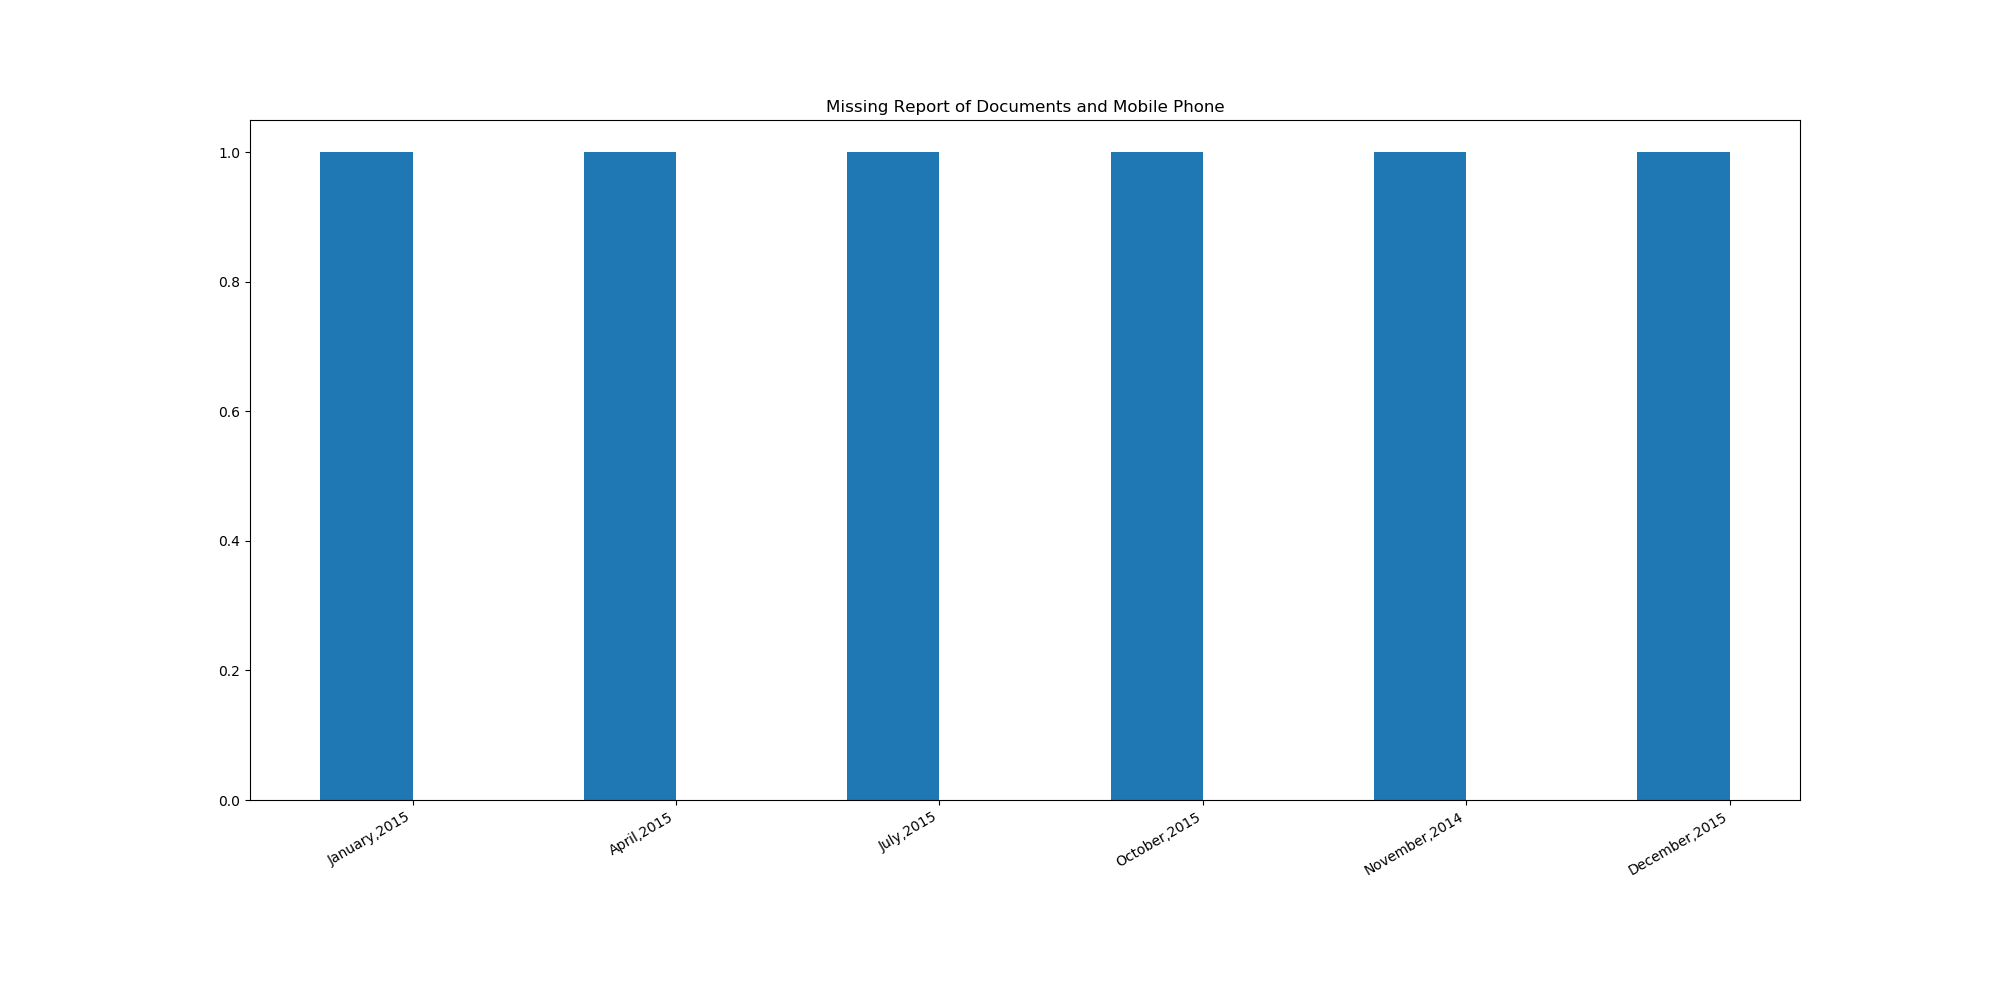 Missing Report of Documents and Mobile Phone
1.0
0.8
0.6
0.4
0.2
0.0
January,2015
April,2015
July,2015
October,2015
November,2014
December,2015